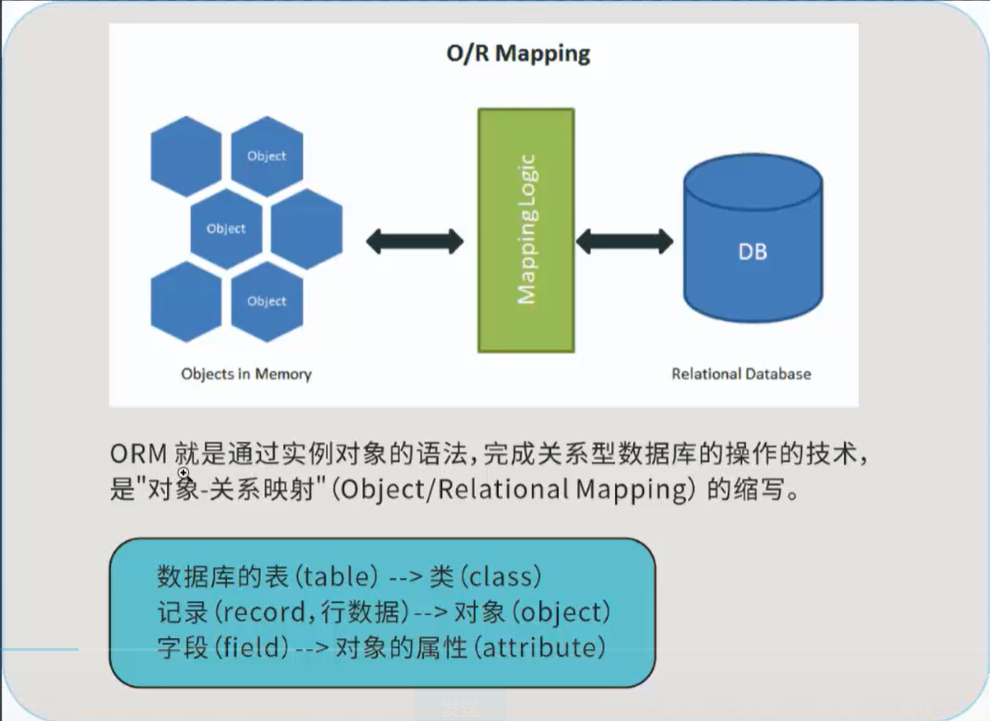 O/R Mapping
Object
Object
Object
Mapping Logic
DB
Objects in Memory
Relational Database
ORM 就是通过实例对象的语法,完成关系型数据库的操作的技术,
是"对象-关系映射"(Object/Relational Mapping) 的缩写。
数据库的表(table) --> 类(class)
记录(record,行数据)--> 对象(object)
字段(field) --> 对象的属性(attribute)